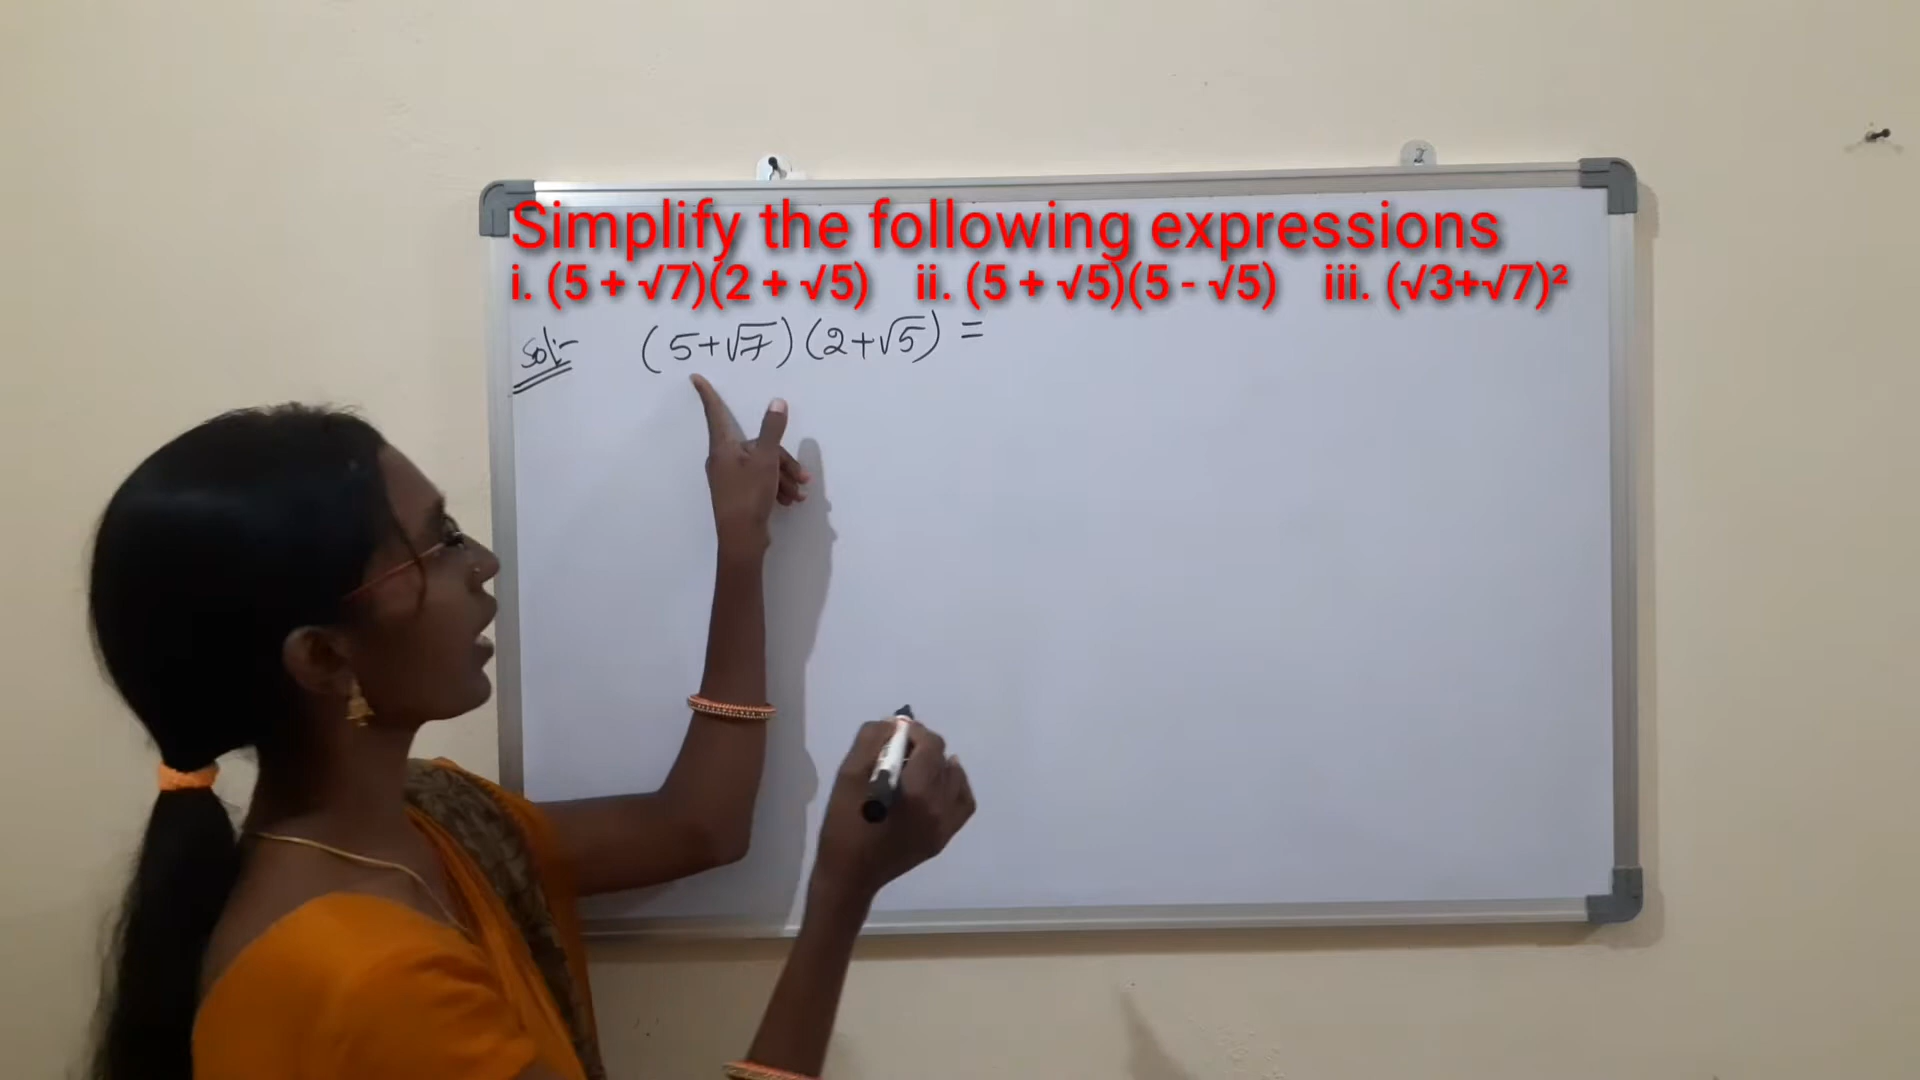 Simplify the following expressions
i. (5 + √7)(2 + √5) ii. (5 + √5)(5 - √5) iii. (√3+√7)²
Sol:- (5+√7)(2+√5) =